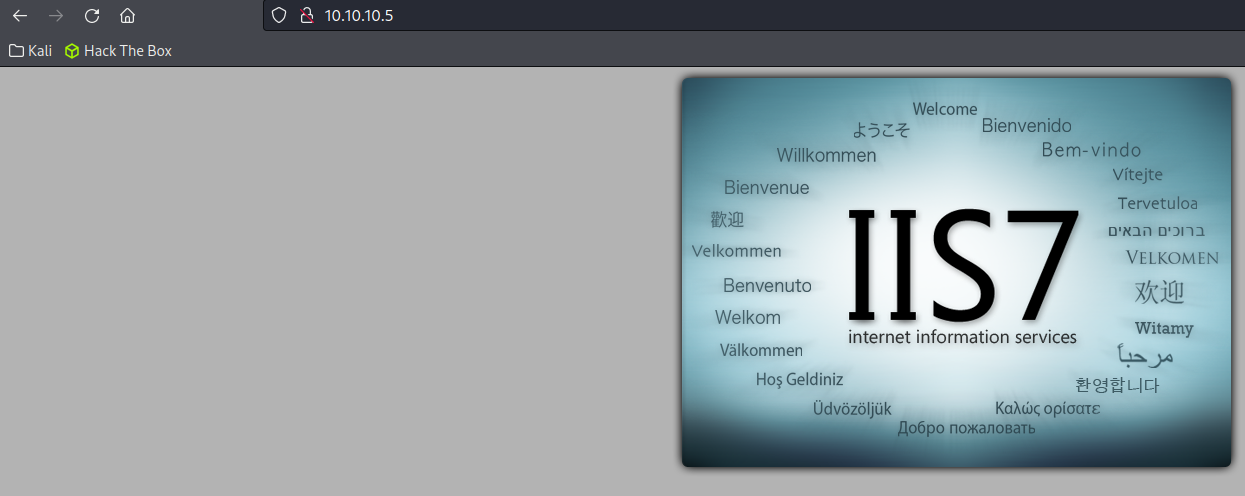 10.10.10.5
Kali Hack The Box
Welcome
ようこそ
Bienvenido
Willkommen
Bem-vindo
Vítejte
Bienvenue
Tervetuloa
歡迎
ברוכים הבאים
Velkommen
VELKOMEN
Benvenuto
欢迎
Welkom
Witamy
Välkommen
مرحباً
Hoş Geldiniz
환영합니다
Üdvözöljük
Καλώς ορίσατε
Добро пожаловать
IIS7
internet information services